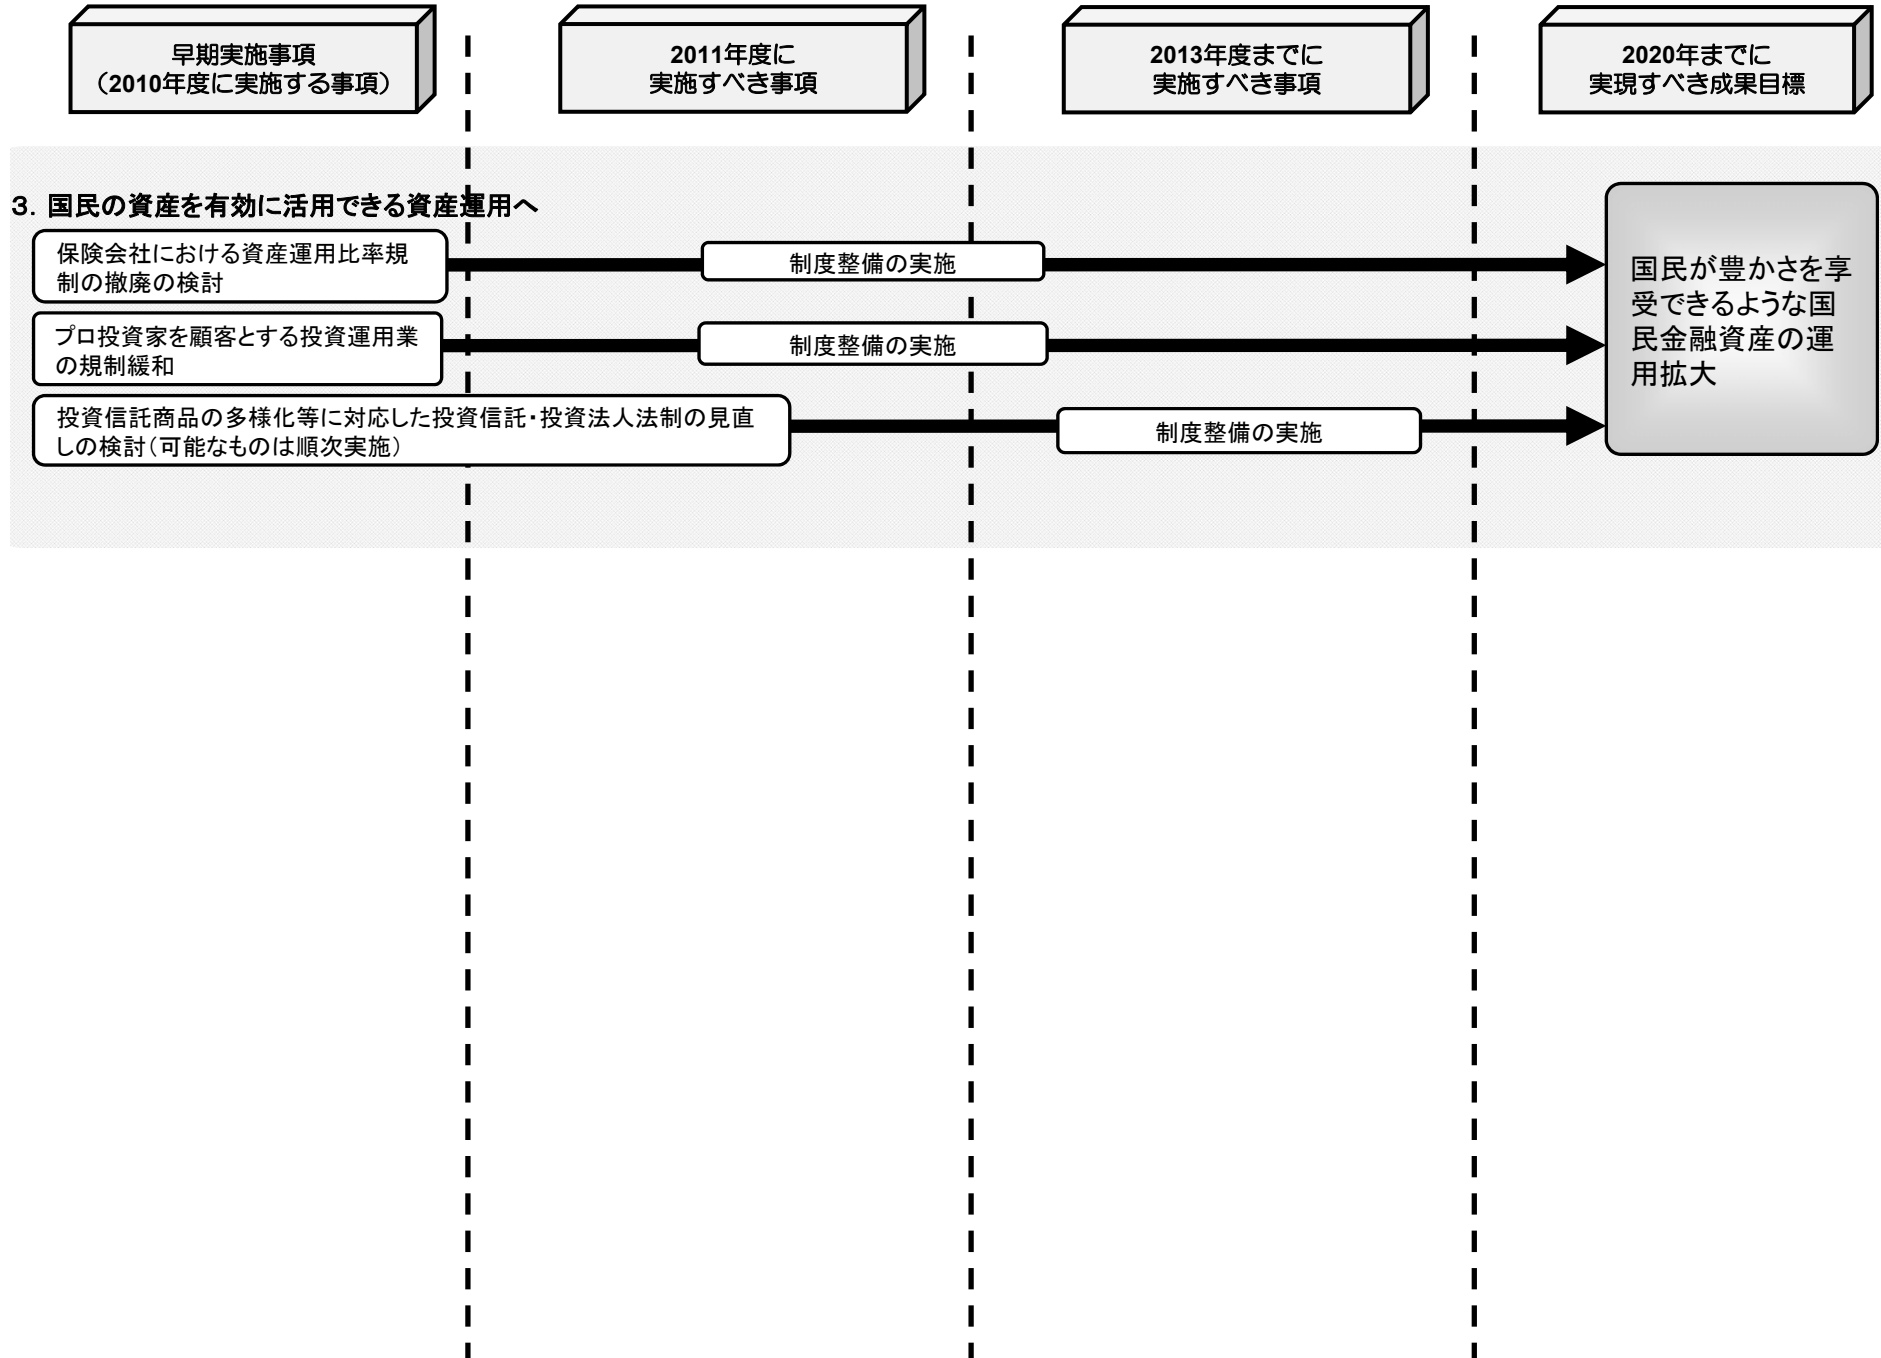 早期実施事項
（2010年度に実施する事項）
2011年度に
実施すべき事項
2013年度までに
実施すべき事項
2020年までに
実現すべき成果目標
３．国民の資産を有効に活用できる資産運用へ
保険会社における資産運用比率規
制の撤廃の検討
制度整備の実施
プロ投資家を顧客とする投資運用業
の規制緩和
制度整備の実施
投資信託商品の多様化等に対応した投資信託・投資法人法制の見直
しの検討（可能なものは順次実施）
制度整備の実施
国民が豊かさを享
受できるような国
民金融資産の運
用拡大